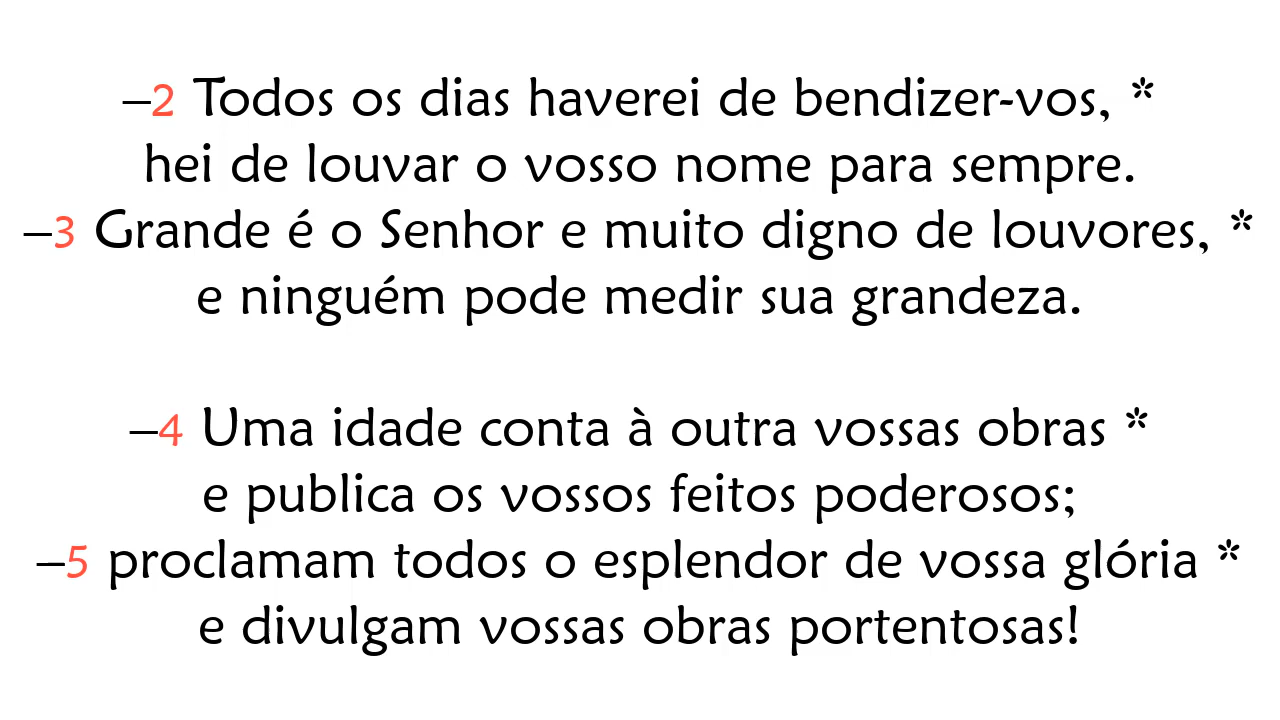 –2 Todos os dias haverei de bendizer-vos, *
hei de louvar o vosso nome para sempre.
–3 Grande é o Senhor e muito digno de louvores, *
e ninguém pode medir sua grandeza.
–4 Uma idade conta à outra vossas obras *
e publica os vossos feitos poderosos;
–5 proclamam todos o esplendor de vossa glória *
e divulgam vossas obras portentosas!